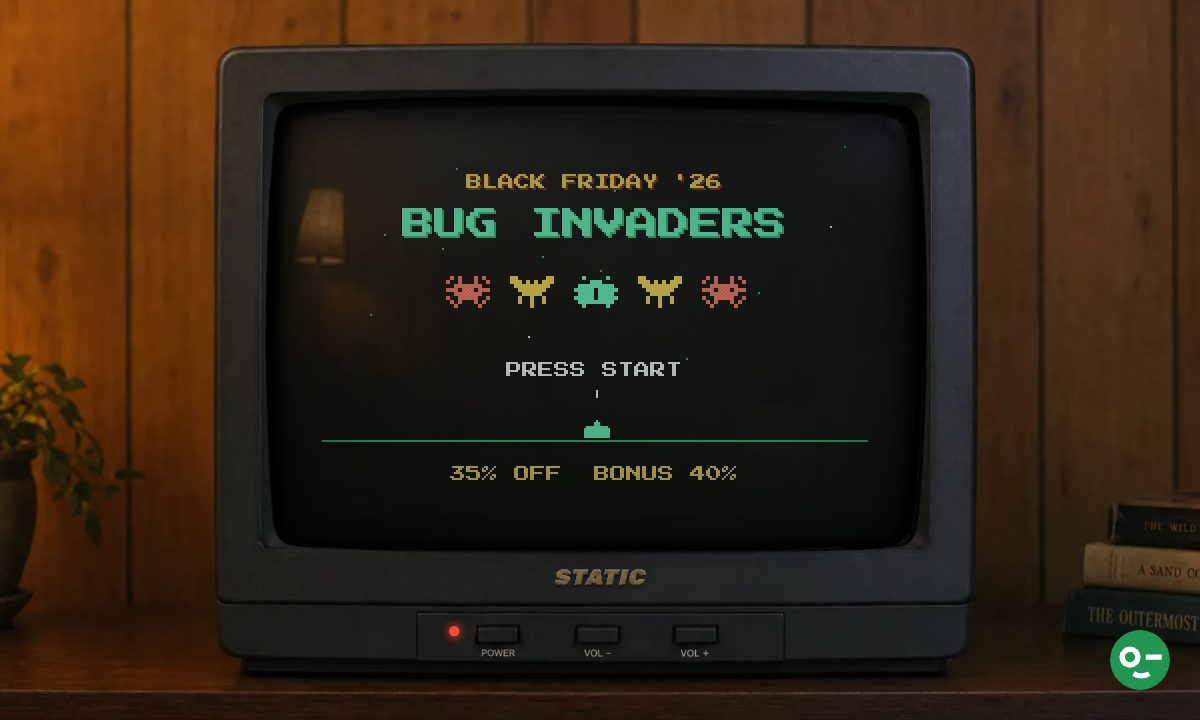 BLACK FRIDAY '26
BUG INVADERS
PRESS START
35% OFF BONUS 40%
STATIC
POWER VOL - VOL +
THE WILD
A SAND CO
THE OUTERMOST